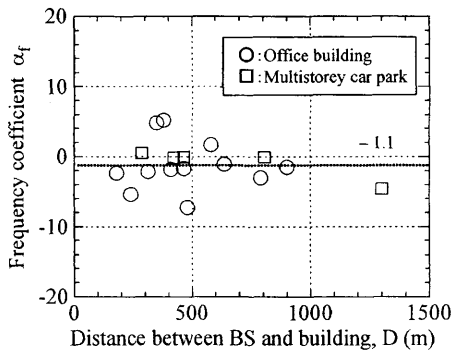 20
10
0
-10
-20
Frequency coefficient αf
○: Office building
□: Multistorey car park
− 1.1
0
500
1000
1500
Distance between BS and building, D (m)